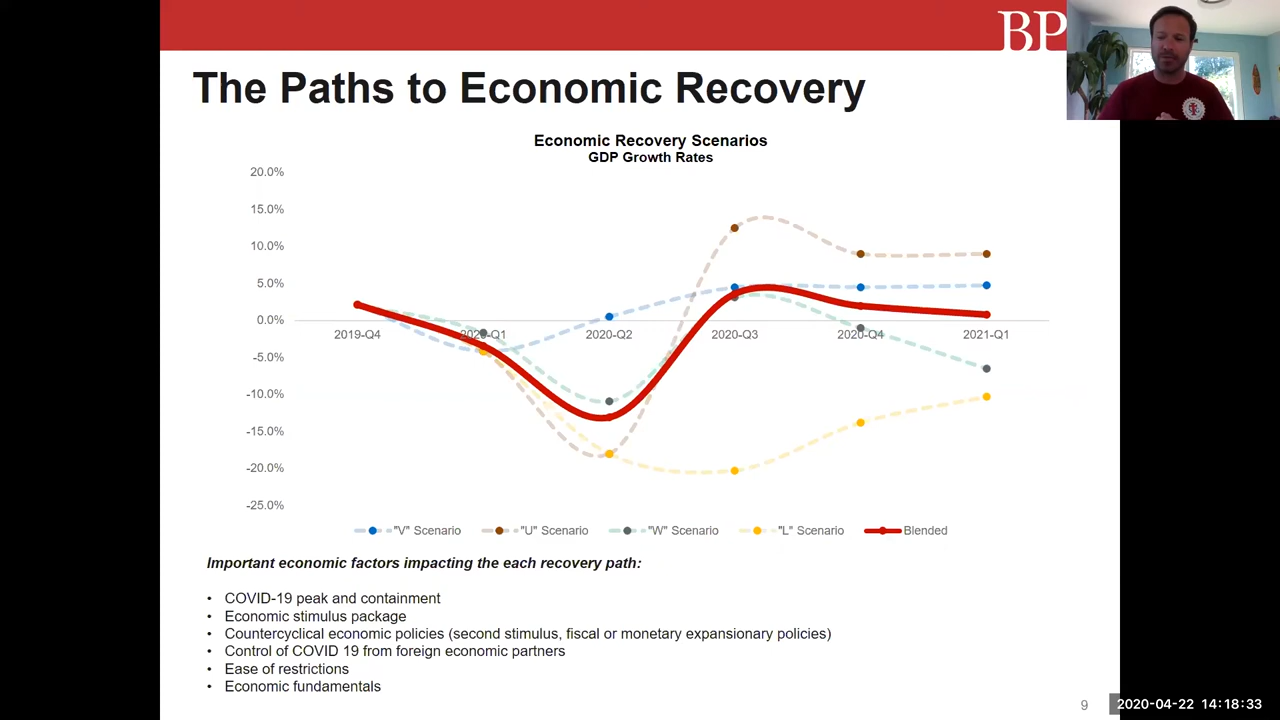 BP
The Paths to Economic Recovery
Economic Recovery Scenarios
GDP Growth Rates
20.0%
15.0%
10.0%
5.0%
0.0%
-5.0%
-10.0%
-15.0%
-20.0%
-25.0%
2019-Q4 2020-Q1 2020-Q2 2020-Q3 2020-Q4 2021-Q1
"V" Scenario "U" Scenario "W" Scenario "L" Scenario Blended
Important economic factors impacting the each recovery path:
• COVID-19 peak and containment
• Economic stimulus package
• Countercyclical economic policies (second stimulus, fiscal or monetary expansionary policies)
• Control of COVID 19 from foreign economic partners
• Ease of restrictions
• Economic fundamentals
9
2020-04-22 14:18:33